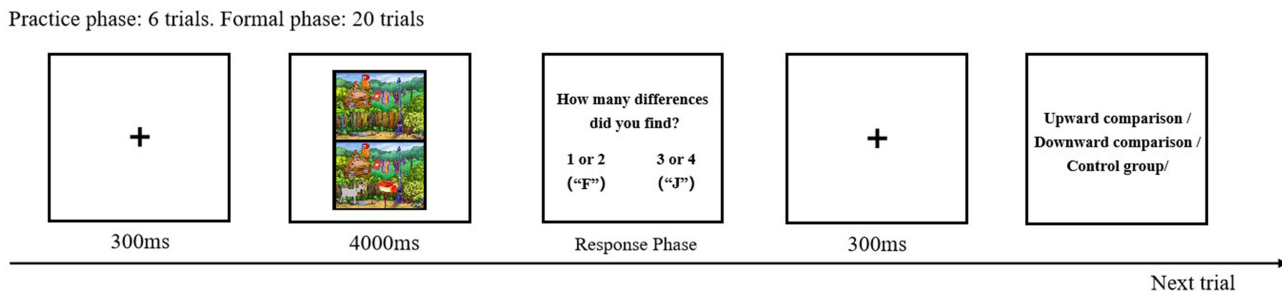 Practice phase: 6 trials. Formal phase: 20 trials
How many differences
did you find?
1 or 2 3 or 4
(“F”) (“J”)
Upward comparison /
Downward comparison /
Control group/
300ms 4000ms Response Phase 300ms
Next trial